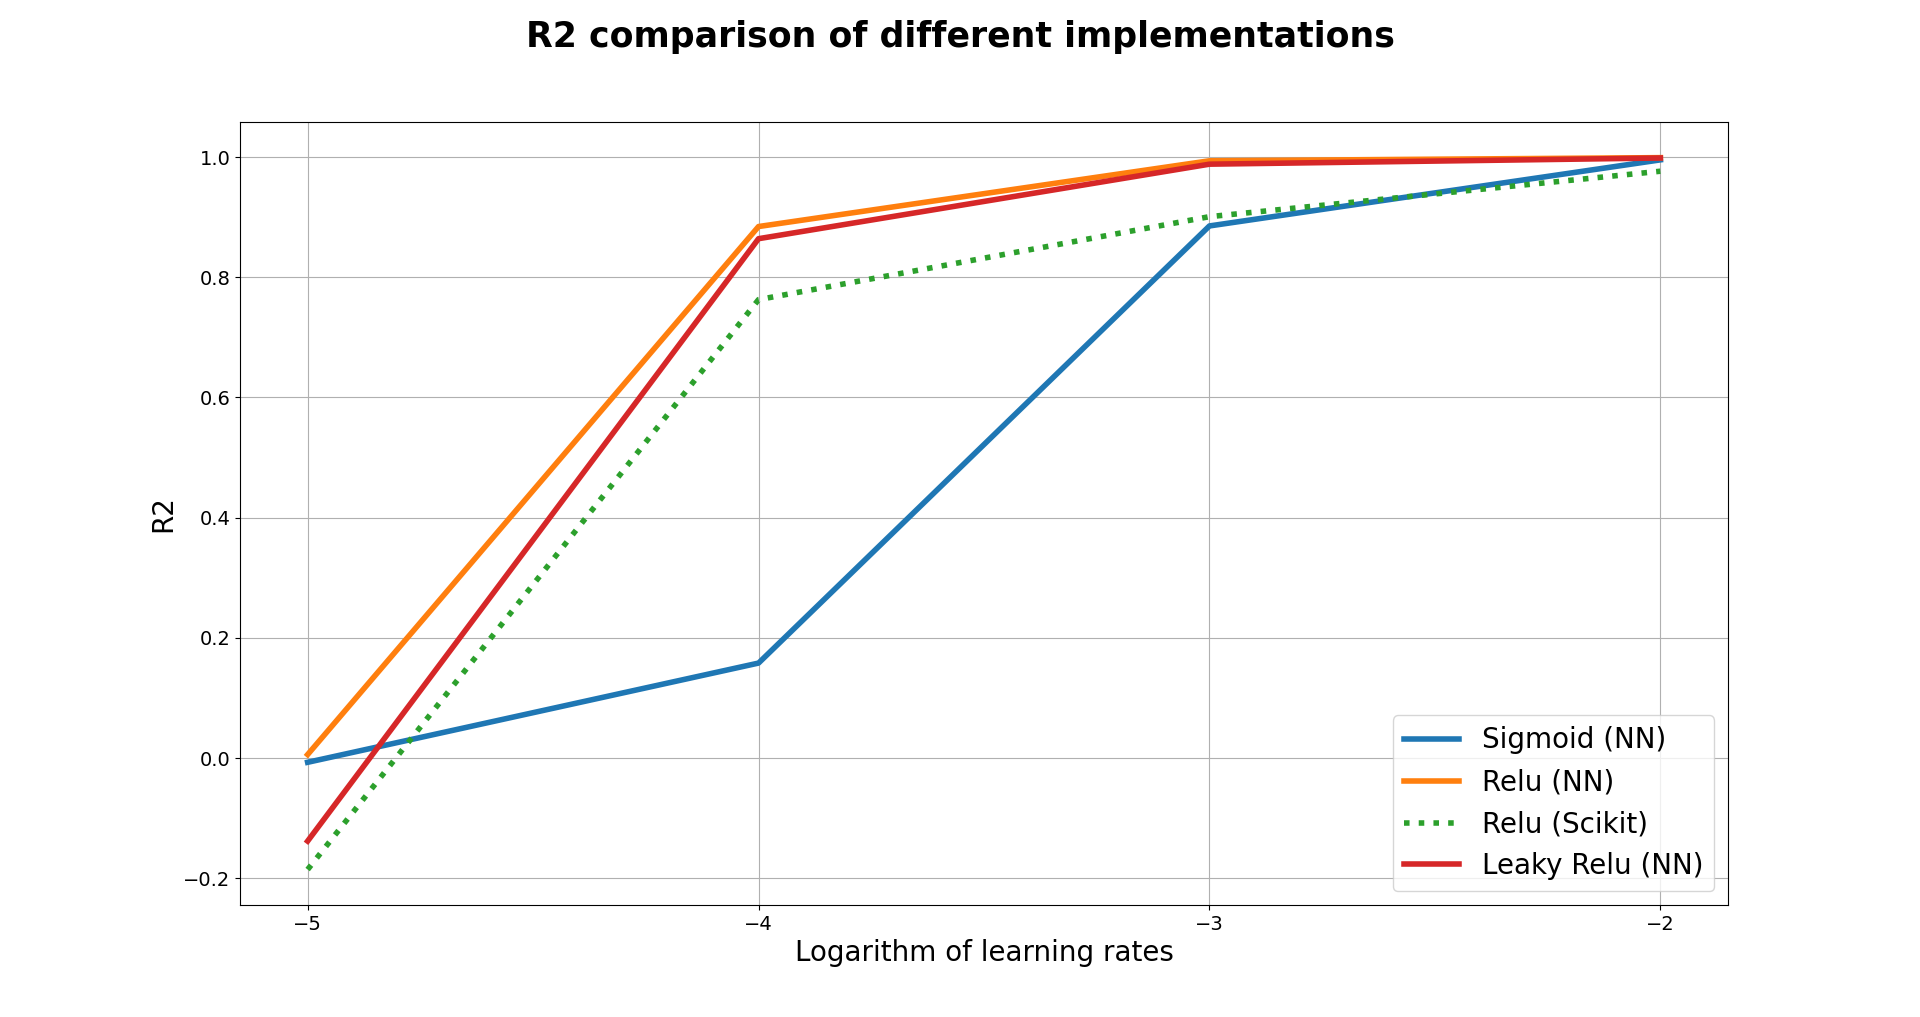 R2 comparison of different implementations
1.0
0.8
0.6
0.4
0.2
0.0
−0.2
R2
−5
−4
−3
−2
Logarithm of learning rates
Sigmoid (NN)
Relu (NN)
Relu (Scikit)
Leaky Relu (NN)